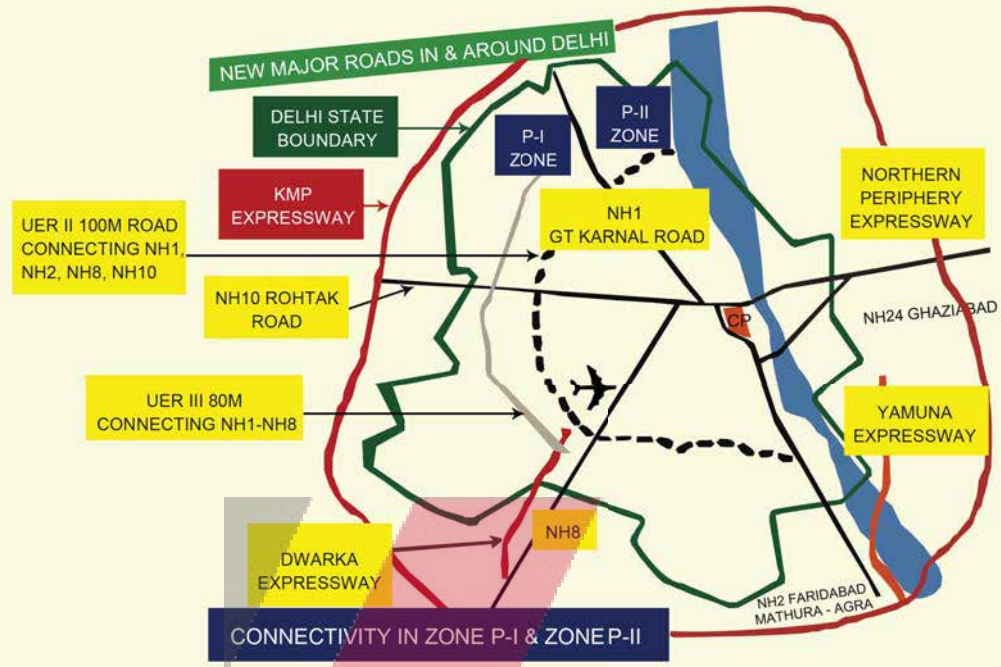 NEW MAJOR ROADS IN & AROUND DELHI
DELHI STATE
BOUNDARY
P-I
ZONE
P-II
ZONE
KMP
EXPRESSWAY
NORTHERN
PERIPHERY
EXPRESSWAY
UER II 100M ROAD
CONNECTING NH1,
NH2, NH8, NH10
NH1
GT KARNAL ROAD
NH10 ROHTAK
ROAD
CP
NH24 GHAZIABAD
UER III 80M
CONNECTING NH1-NH8
YAMUNA
EXPRESSWAY
DWARKA
EXPRESSWAY
NH8
NH2 FARIDABAD
MATHURA - AGRA
CONNECTIVITY IN ZONE P-I & ZONE P-II